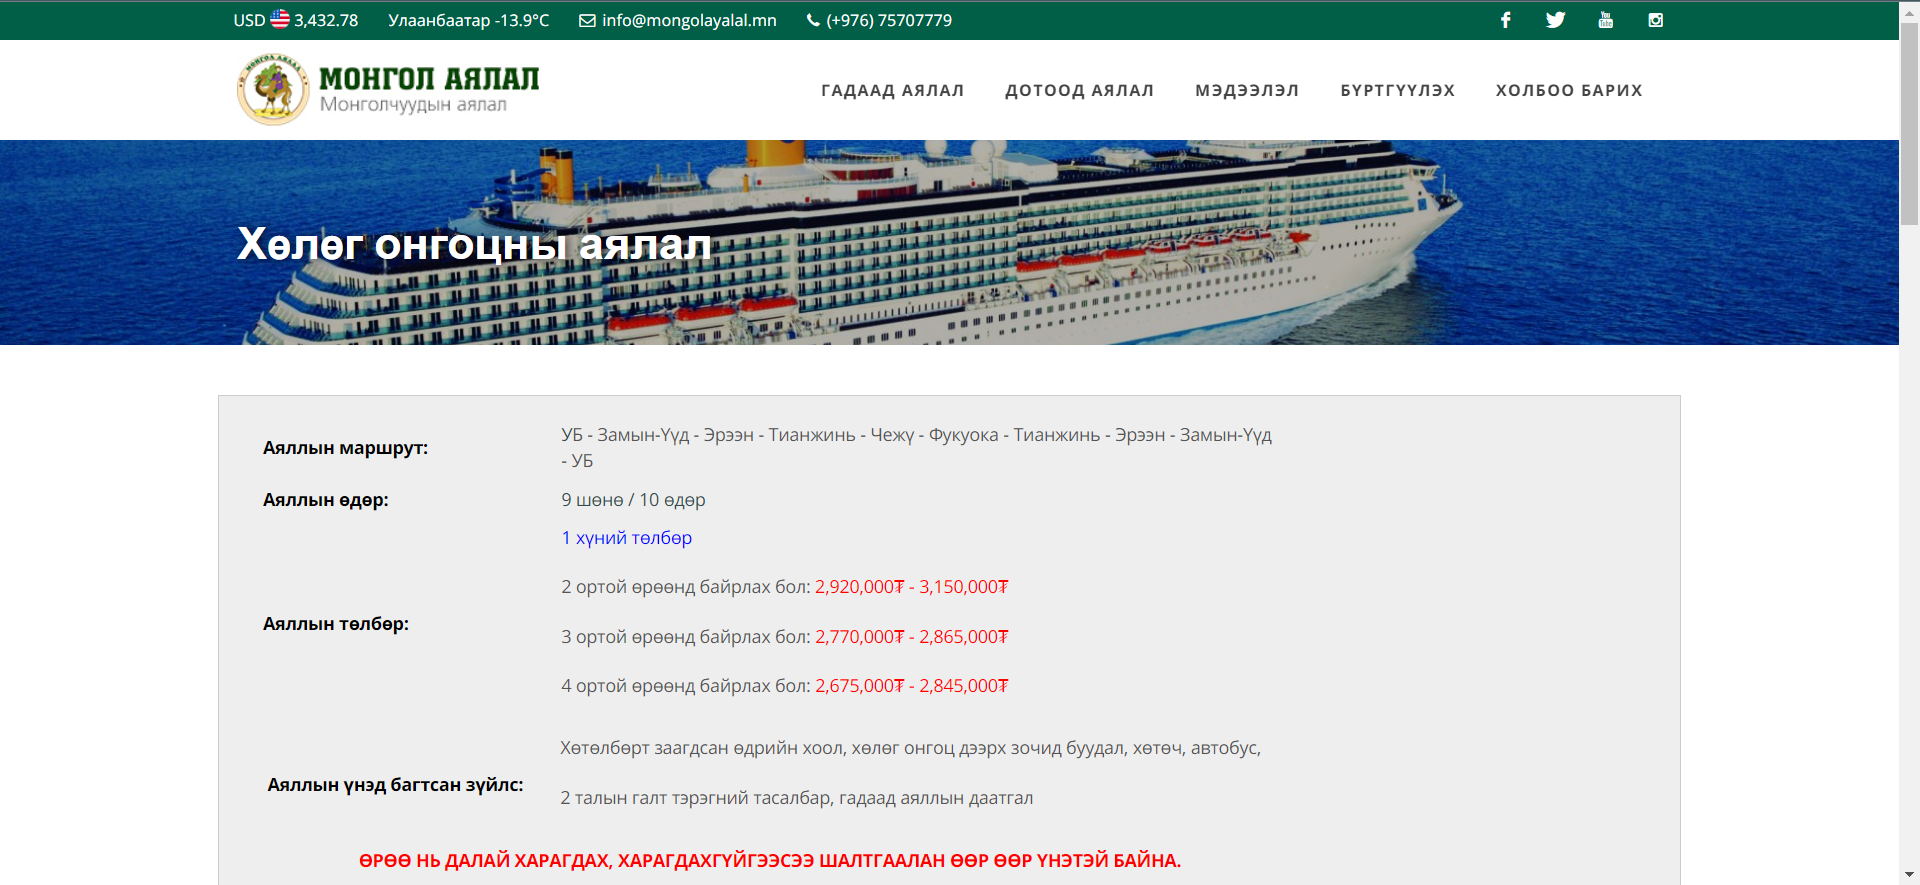 USD 3,432.78 Улаанбаатар -13.9°C info@mongolayalal.mn (+976) 75707779
МОНГОЛ АЯЛАЛ
Монголчуудын аялал
ГАДААД АЯЛАЛ ДОТООД АЯЛАЛ МЭДЭЭЛЭЛ БҮРТГҮҮЛЭХ ХОЛБОО БАРИХ
Хөлөг онгоцны аялал
Аяллын маршрут:
УБ - Замын-Үүд - Эрээн - Тианжинь - Чежү - Фукуока - Тианжинь - Эрээн - Замын-Үүд
- УБ
Аяллын өдөр:
9 шөнө / 10 өдөр
Аяллын төлбөр:
1 хүний төлбөр
2 ортой өрөөнд байрлах бол: 2,920,000₮ - 3,150,000₮
3 ортой өрөөнд байрлах бол: 2,770,000₮ - 2,865,000₮
4 ортой өрөөнд байрлах бол: 2,675,000₮ - 2,845,000₮
Аяллын үнэд багтсан зүйлс:
Хөтөлбөрт заагдсан өдрийн хоол, хөлөг онгоц дээрх зочид буудал, хөтөч, автобус,
2 талын галт тэрэгний тасалбар, гадаад аяллын даатгал
ӨРӨӨ НЬ ДАЛАЙ ХАРАГДАХ, ХАРАГДАХГҮЙГЭЭСЭЭ ШАЛТГААЛАН ӨӨР ӨӨР ҮНЭТЭЙ БАЙНА.